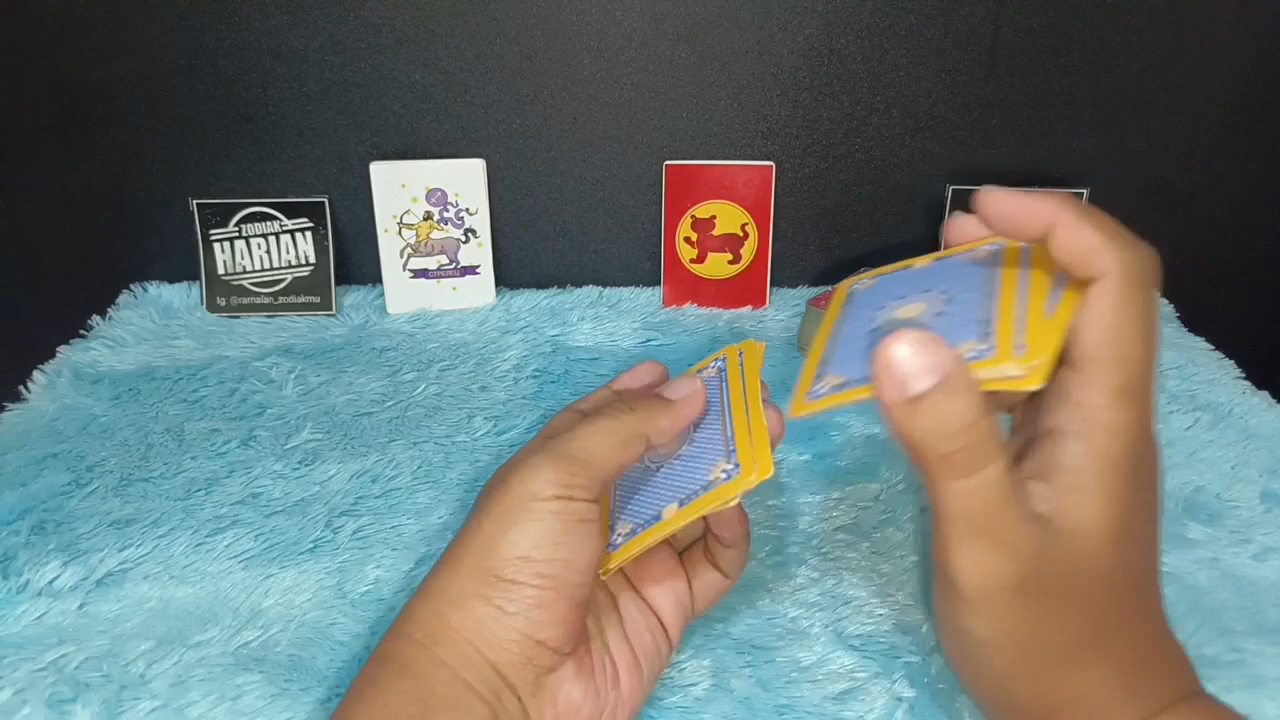 ZODIAK
HARIAN
Ig: @ramalan_zodiakmu
СТРЕЛЕЦ